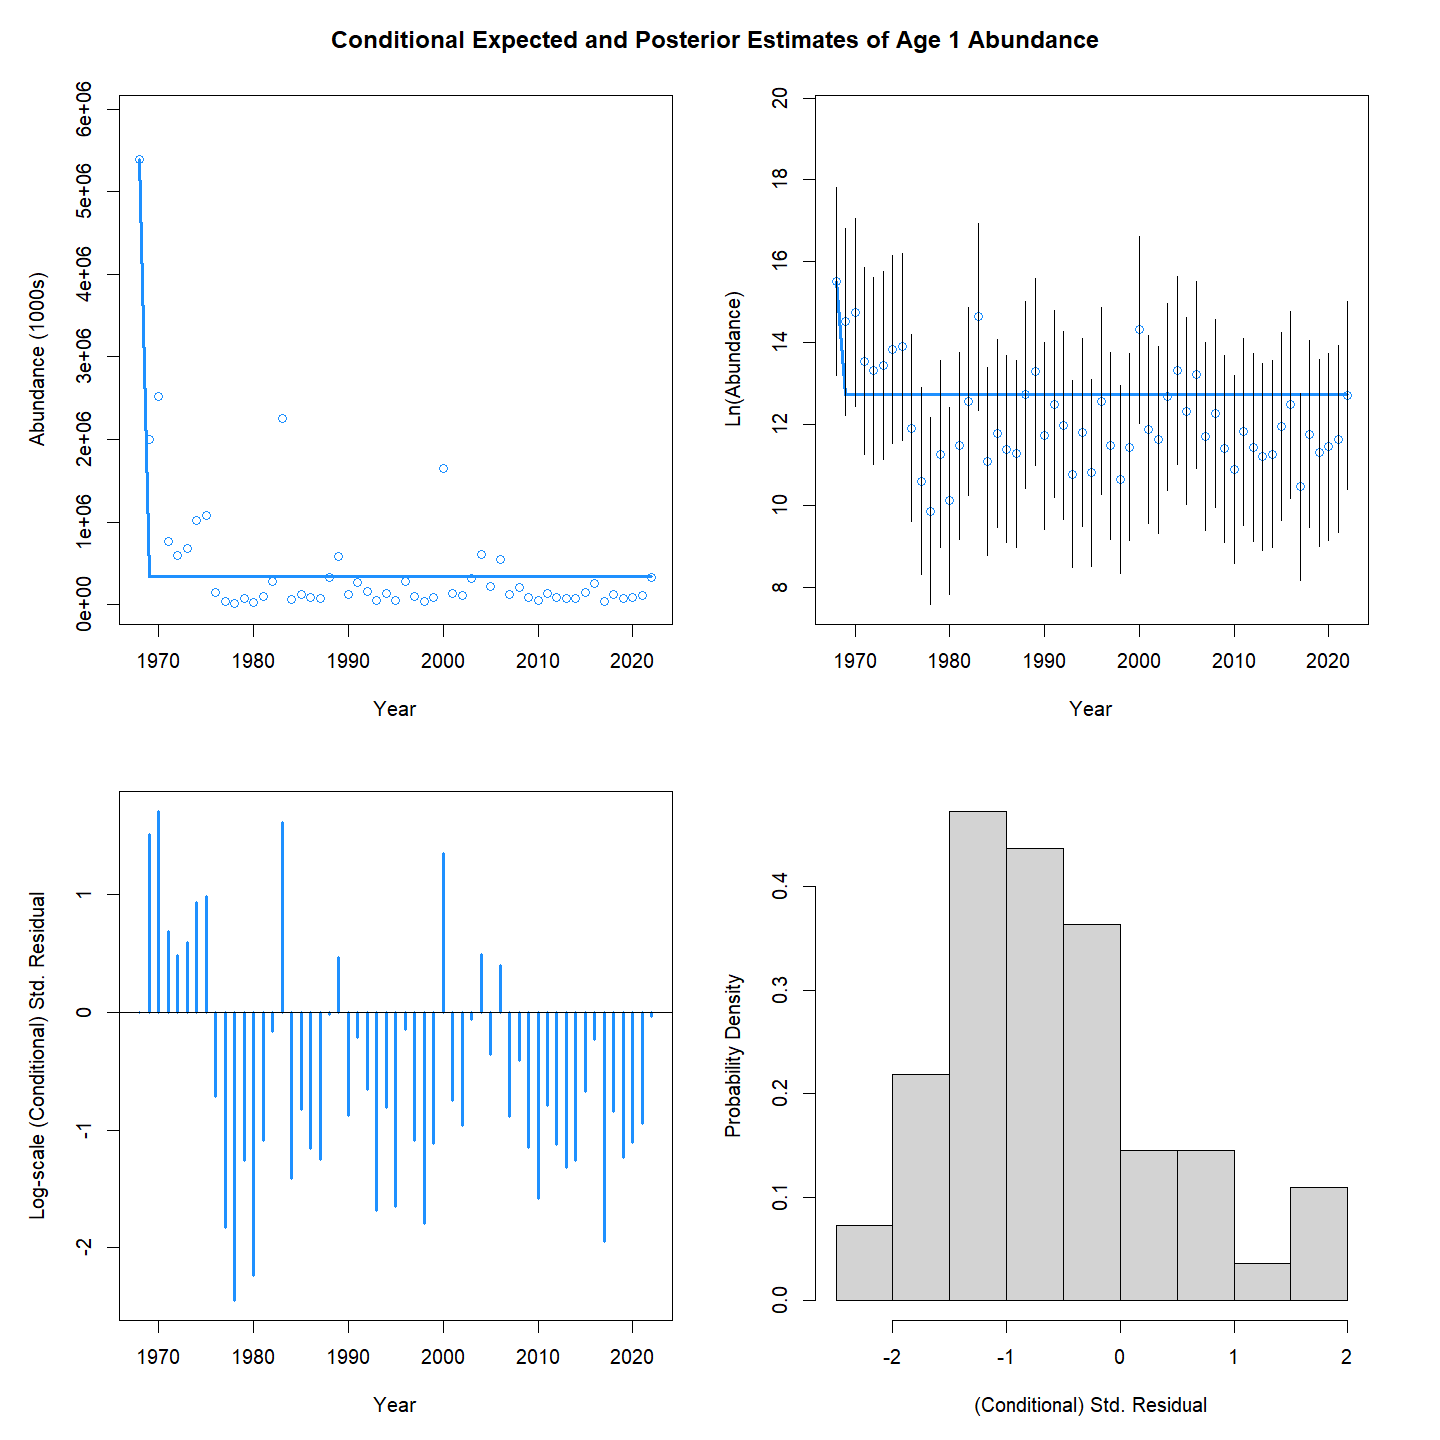 Conditional Expected and Posterior Estimates of Age 1 Abundance
Abundance (1000s)
6e+06
5e+06
4e+06
3e+06
2e+06
1e+06
0e+00
1970 1980 1990 2000 2010 2020
Year
Ln(Abundance)
20
18
16
14
12
10
8
1970 1980 1990 2000 2010 2020
Year
Log-scale (Conditional) Std. Residual
1
0
-1
-2
1970 1980 1990 2000 2010 2020
Year
Probability Density
0.4
0.3
0.2
0.1
0.0
-2 -1 0 1 2
(Conditional) Std. Residual